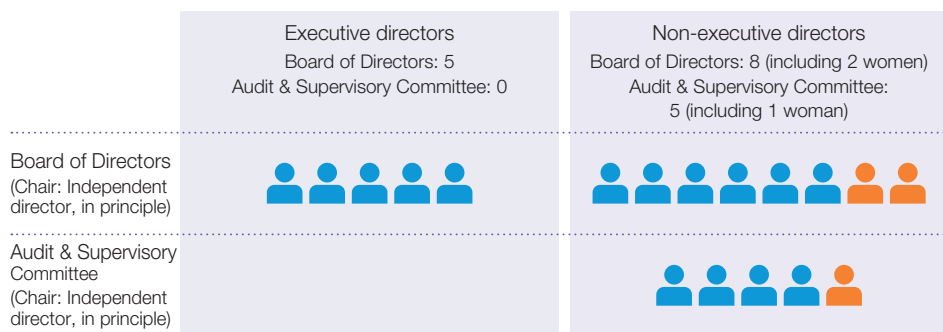 Executive directors
Board of Directors: 5
Audit & Supervisory Committee: 0
Non-executive directors
Board of Directors: 8 (including 2 women)
Audit & Supervisory Committee:
5 (including 1 woman)
Board of Directors
(Chair: Independent
director, in principle)
Audit & Supervisory
Committee
(Chair: Independent
director, in principle)